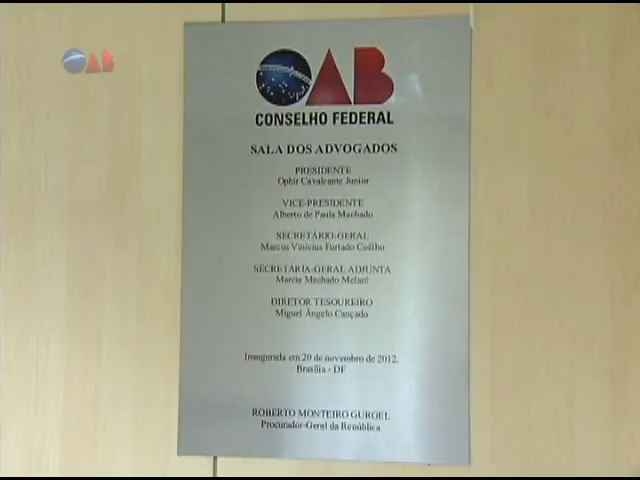 OAB
OAB
CONSELHO FEDERAL
SALA DOS ADVOGADOS
PRESIDENTE
Ophir Cavalcante Junior
VICE-PRESIDENTE
Alberto de Paula Machado
SECRETÁRIO-GERAL
Marcus Vinicius Furtado Coêlho
SECRETÁRIA-GERAL ADJUNTA
Marcia Machado Melaré
DIRETOR TESOUREIRO
Miguel Ângelo Cançado
Inaugurada em 20 de novembro de 2012.
Brasília - DF
ROBERTO MONTEIRO GURGEL
Procurador-Geral da República